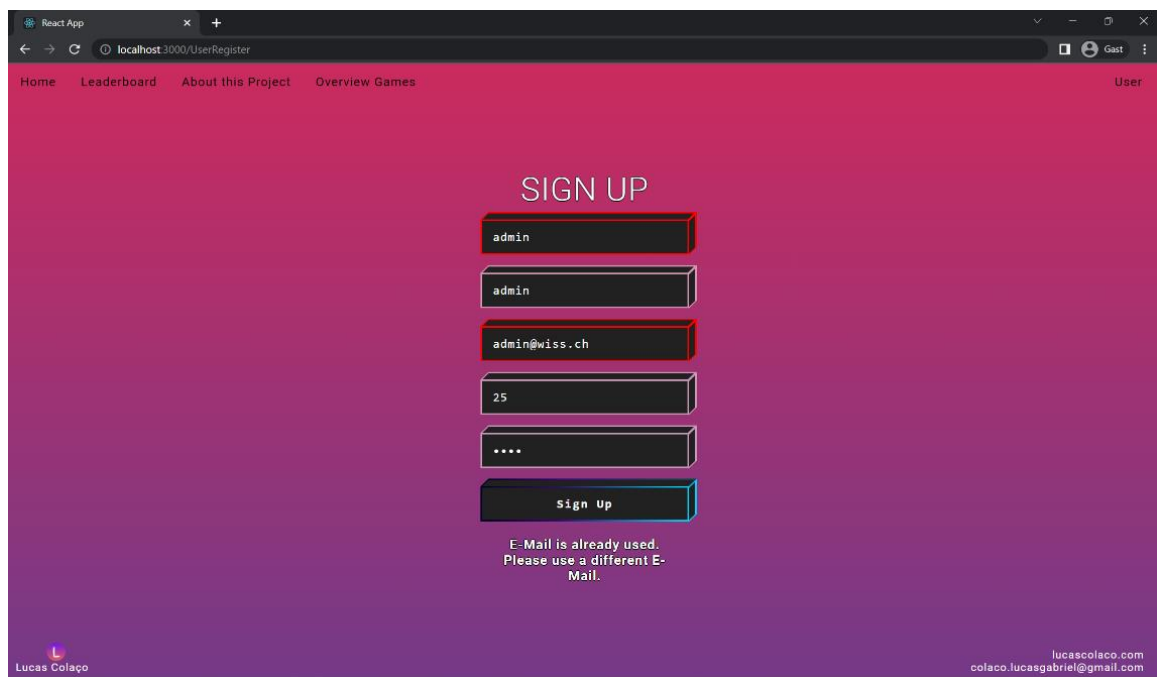 React App
localhost:3000/UserRegister
Gast
Home Leaderboard About this Project Overview Games User
SIGN UP
admin
admin
admin@wiss.ch
25
••••
Sign Up
E-Mail is already used.
Please use a different E-
Mail.
L
Lucas Colaço
lucascolaco.com
colaco.lucasgabriel@gmail.com